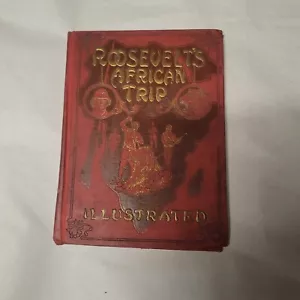 ROOSEVELT'S
AFRICAN
TRIP
ILLUSTRATED